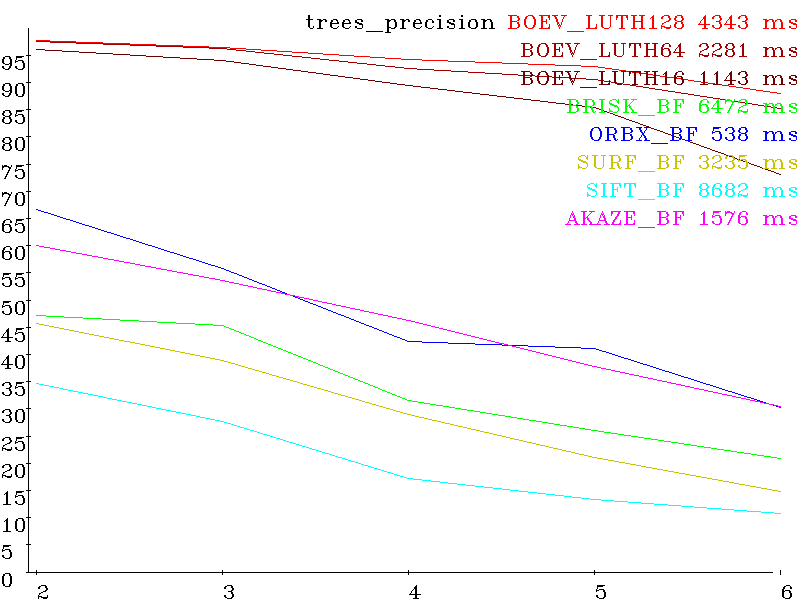 trees_precision BOEV_LUTH128 4343 ms
BOEV_LUTH64 2281 ms
BOEV_LUTH16 1143 ms
BRISK_BF 6472 ms
ORBX_BF 538 ms
SURF_BF 3235 ms
SIFT_BF 8682 ms
AKAZE_BF 1576 ms
95
90
85
80
75
70
65
60
55
50
45
40
35
30
25
20
15
10
5
0
2 3 4 5 6